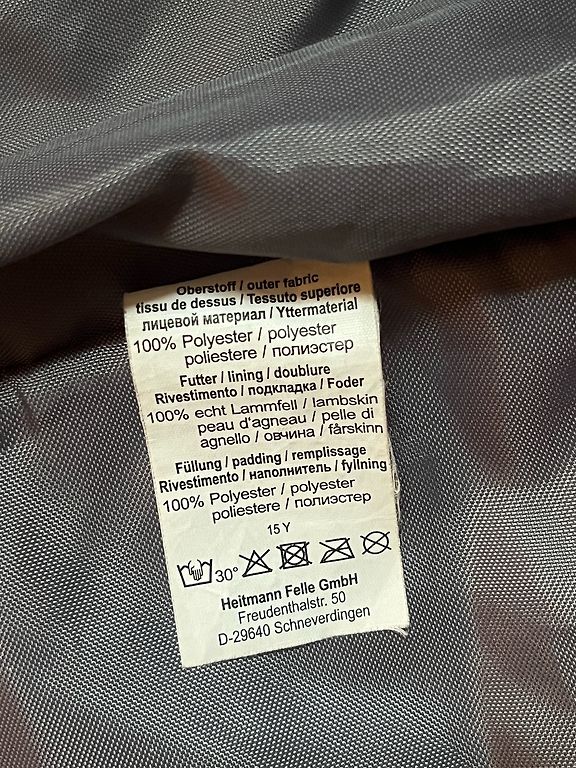 Oberstoff / outer fabric
tissu de dessus / Tessuto superiore
лицевой материал / Yttermaterial
100% Polyester / polyester
poliestere / полиэстер
Futter / lining / doublure
Rivestimento / подкладка / Foder
100% echt Lammfell / lambskin
peau d'agneau / pelle di
agnello / овчина / fårskinn
Füllung / padding / remplissage
Rivestimento / наполнитель / fyllning
100% Polyester / polyester
poliestere / полиэстер
15 Y
30°
Heitmann Felle GmbH
Freudenthalstr. 50
D-29640 Schneverdingen